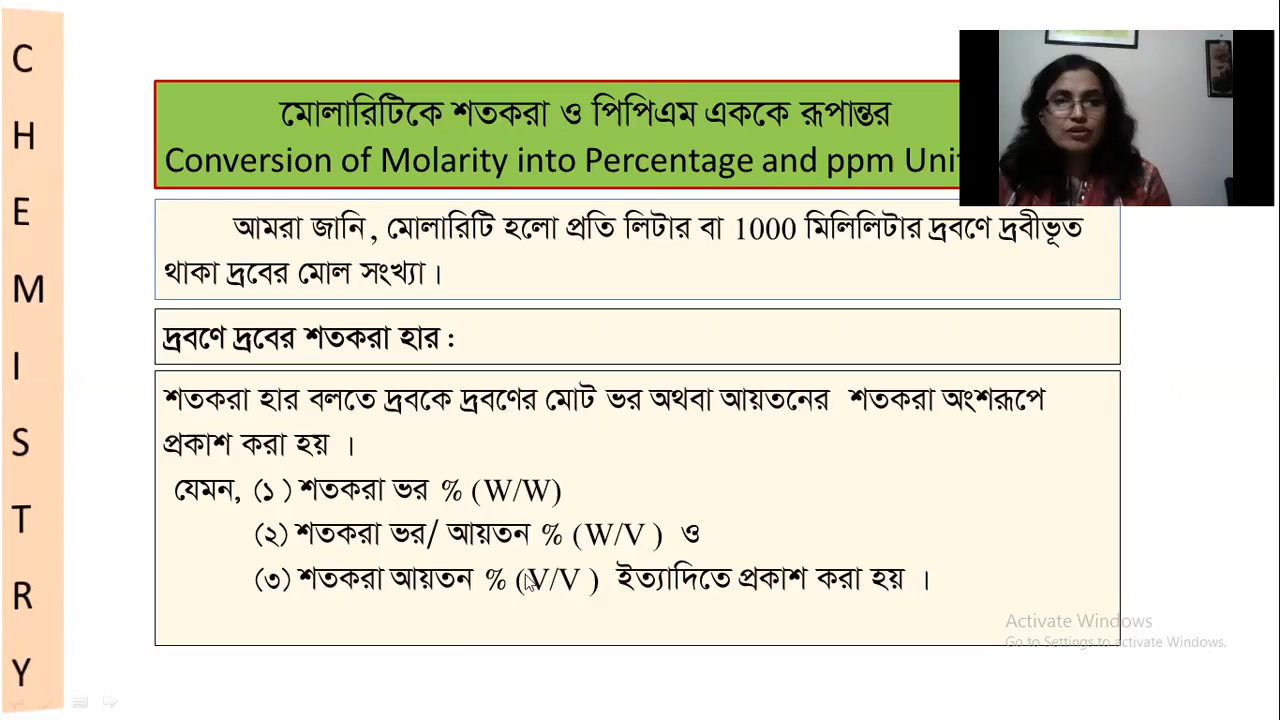 CHEMISTRY
মোলারিটিকে শতকরা ও পিপিএম এককে রূপান্তর
Conversion of Molarity into Percentage and ppm Uni
আমরা জানি, মোলারিটি হলো প্রতি লিটার বা 1000 মিলিলিটার দ্রবণে দ্রবীভূত
থাকা দ্রবের মোল সংখ্যা।
দ্রবণে দ্রবের শতকরা হার :
শতকরা হার বলতে দ্রবকে দ্রবণের মোট ভর অথবা আয়তনের শতকরা অংশরূপে
প্রকাশ করা হয় ।
যেমন, (১ ) শতকরা ভর % (W/W)
(২) শতকরা ভর/ আয়তন % (W/V ) ও
(৩) শতকরা আয়তন % (V/V ) ইত্যাদিতে প্রকাশ করা হয় ।
Activate Windows
Go to Settings to activate Windows.